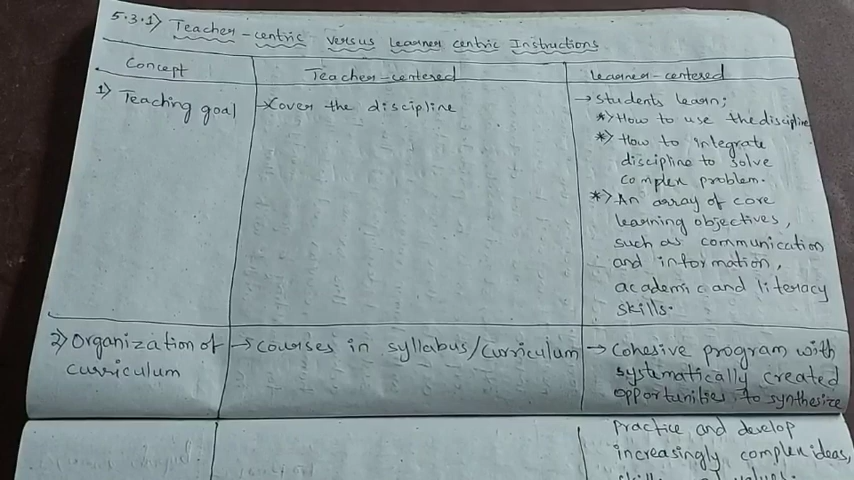 5.3.1) Teacher-centric versus Learner centric Instructions
Concept
Teacher-centered
Learner-centered
1) Teaching goal
→ Cover the discipline
→ Students learn;
*) How to use the discipline
*) How to integrate
discipline to solve
complex problem.
*) An array of core
learning objectives,
such as communication
and information,
academic and literacy
skills.
2) Organization of
curriculum
→ courses in syllabus/curriculum
→ Cohesive program with
systematically created
opportunities to synthesize
practice and develop
increasingly complex ideas,
values.